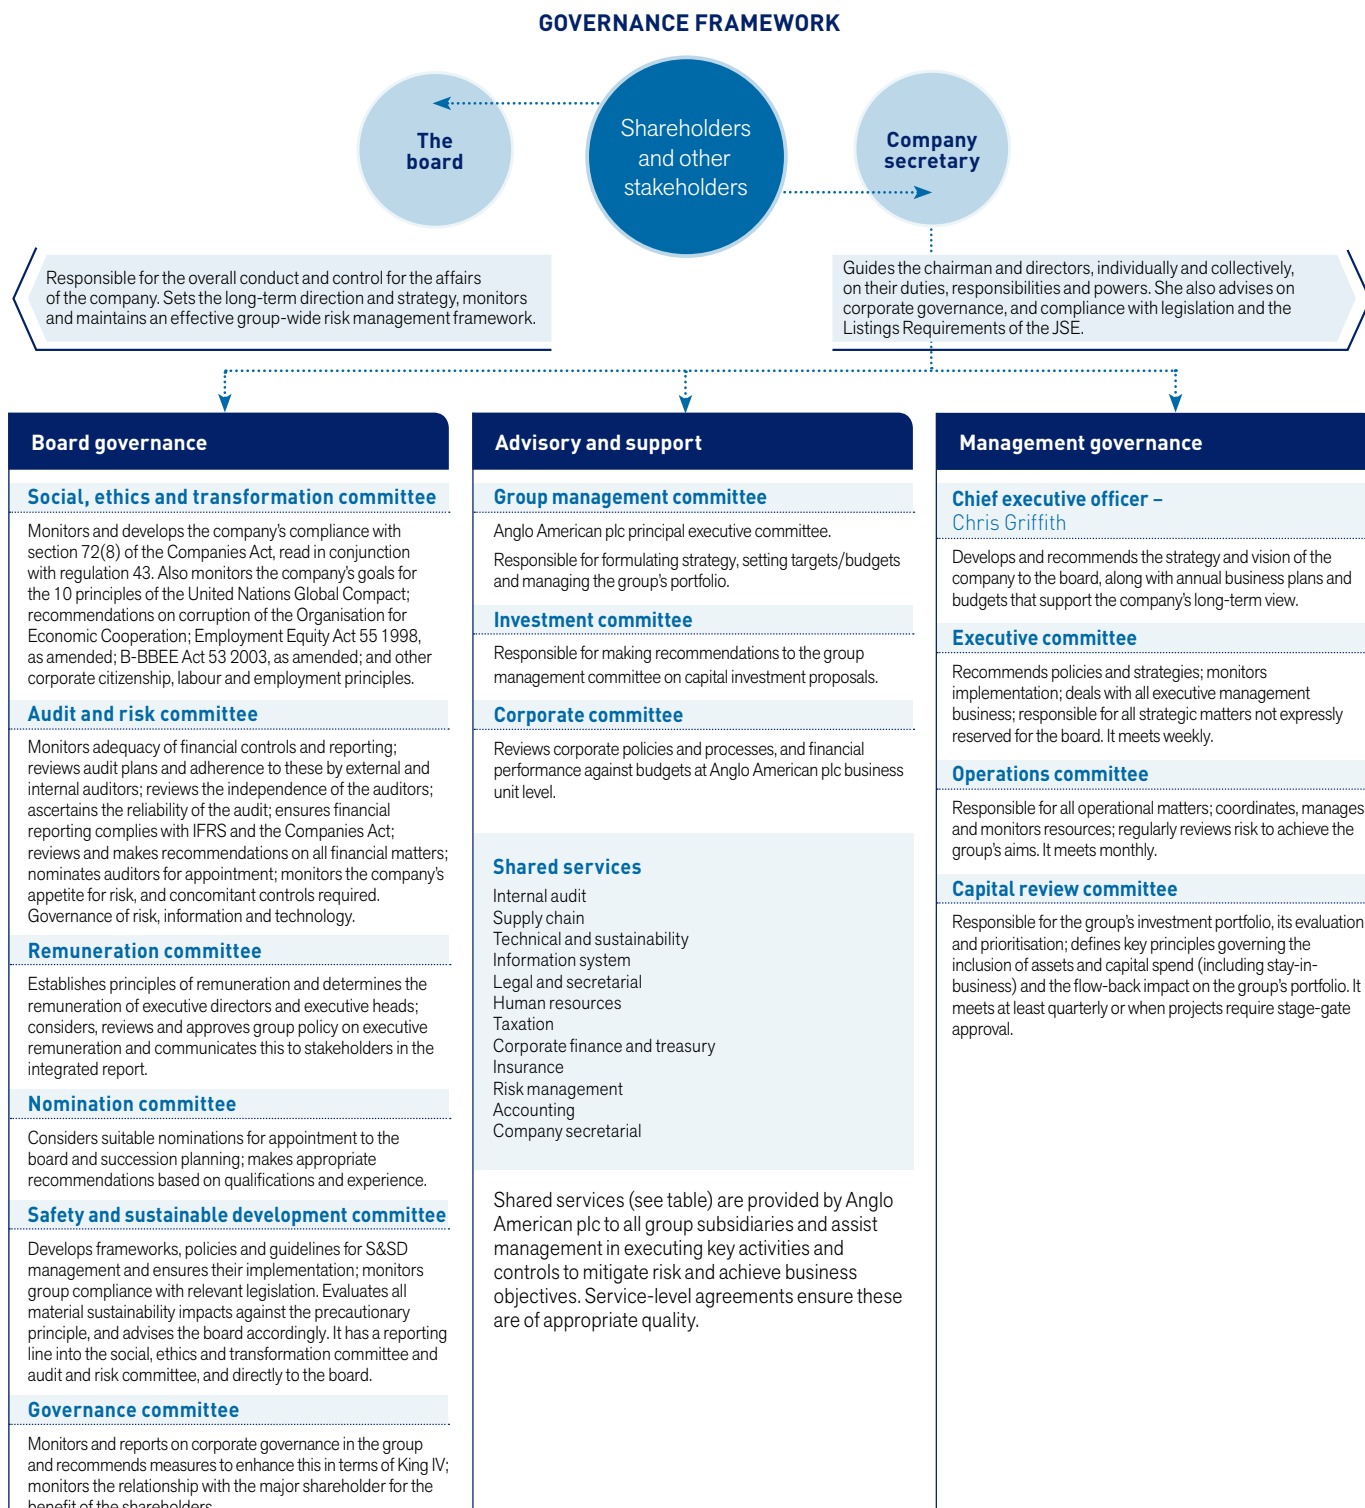 GOVERNANCE FRAMEWORK
The
board
Shareholders
and other
stakeholders
Company
secretary
Responsible for the overall conduct and control for the affairs
of the company. Sets the long-term direction and strategy, monitors
and maintains an effective group-wide risk management framework.
Guides the chairman and directors, individually and collectively,
on their duties, responsibilities and powers. She also advises on
corporate governance, and compliance with legislation and the
Listings Requirements of the JSE.
Board governance
Social, ethics and transformation committee
Monitors and develops the company's compliance with
section 72(8) of the Companies Act, read in conjunction
with regulation 43. Also monitors the company's goals for
the 10 principles of the United Nations Global Compact;
recommendations on corruption of the Organisation for
Economic Cooperation; Employment Equity Act 55 1998,
as amended; B-BBEE Act 53 2003, as amended; and other
corporate citizenship, labour and employment principles.
Audit and risk committee
Monitors adequacy of financial controls and reporting;
reviews audit plans and adherence to these by external and
internal auditors; reviews the independence of the auditors;
ascertains the reliability of the audit; ensures financial
reporting complies with IFRS and the Companies Act;
reviews and makes recommendations on all financial matters;
nominates auditors for appointment; monitors the company's
appetite for risk, and concomitant controls required.
Governance of risk, information and technology.
Remuneration committee
Establishes principles of remuneration and determines the
remuneration of executive directors and executive heads;
considers, reviews and approves group policy on executive
remuneration and communicates this to stakeholders in the
integrated report.
Nomination committee
Considers suitable nominations for appointment to the
board and succession planning; makes appropriate
recommendations based on qualifications and experience.
Safety and sustainable development committee
Develops frameworks, policies and guidelines for S&SD
management and ensures their implementation; monitors
group compliance with relevant legislation. Evaluates all
material sustainability impacts against the precautionary
principle, and advises the board accordingly. It has a reporting
line into the social, ethics and transformation committee and
audit and risk committee, and directly to the board.
Governance committee
Monitors and reports on corporate governance in the group
and recommends measures to enhance this in terms of King IV;
monitors the relationship with the major shareholder for the
benefit of the shareholders.
Advisory and support
Group management committee
Anglo American plc principal executive committee.
Responsible for formulating strategy, setting targets/budgets
and managing the group's portfolio.
Investment committee
Responsible for making recommendations to the group
management committee on capital investment proposals.
Corporate committee
Reviews corporate policies and processes, and financial
performance against budgets at Anglo American plc business
unit level.
Shared services
Internal audit
Supply chain
Technical and sustainability
Information system
Legal and secretarial
Human resources
Taxation
Corporate finance and treasury
Insurance
Risk management
Accounting
Company secretarial
Shared services (see table) are provided by Anglo
American plc to all group subsidiaries and assist
management in executing key activities and
controls to mitigate risk and achieve business
objectives. Service-level agreements ensure these
are of appropriate quality.
Management governance
Chief executive officer –
Chris Griffith
Develops and recommends the strategy and vision of the
company to the board, along with annual business plans and
budgets that support the company's long-term view.
Executive committee
Recommends policies and strategies; monitors
implementation; deals with all executive management
business; responsible for all strategic matters not expressly
reserved for the board. It meets weekly.
Operations committee
Responsible for all operational matters; coordinates, manages
and monitors resources; regularly reviews risk to achieve the
group's aims. It meets monthly.
Capital review committee
Responsible for the group's investment portfolio, its evaluation
and prioritisation; defines key principles governing the
inclusion of assets and capital spend (including stay-in-
business) and the flow-back impact on the group's portfolio. It
meets at least quarterly or when projects require stage-gate
approval.